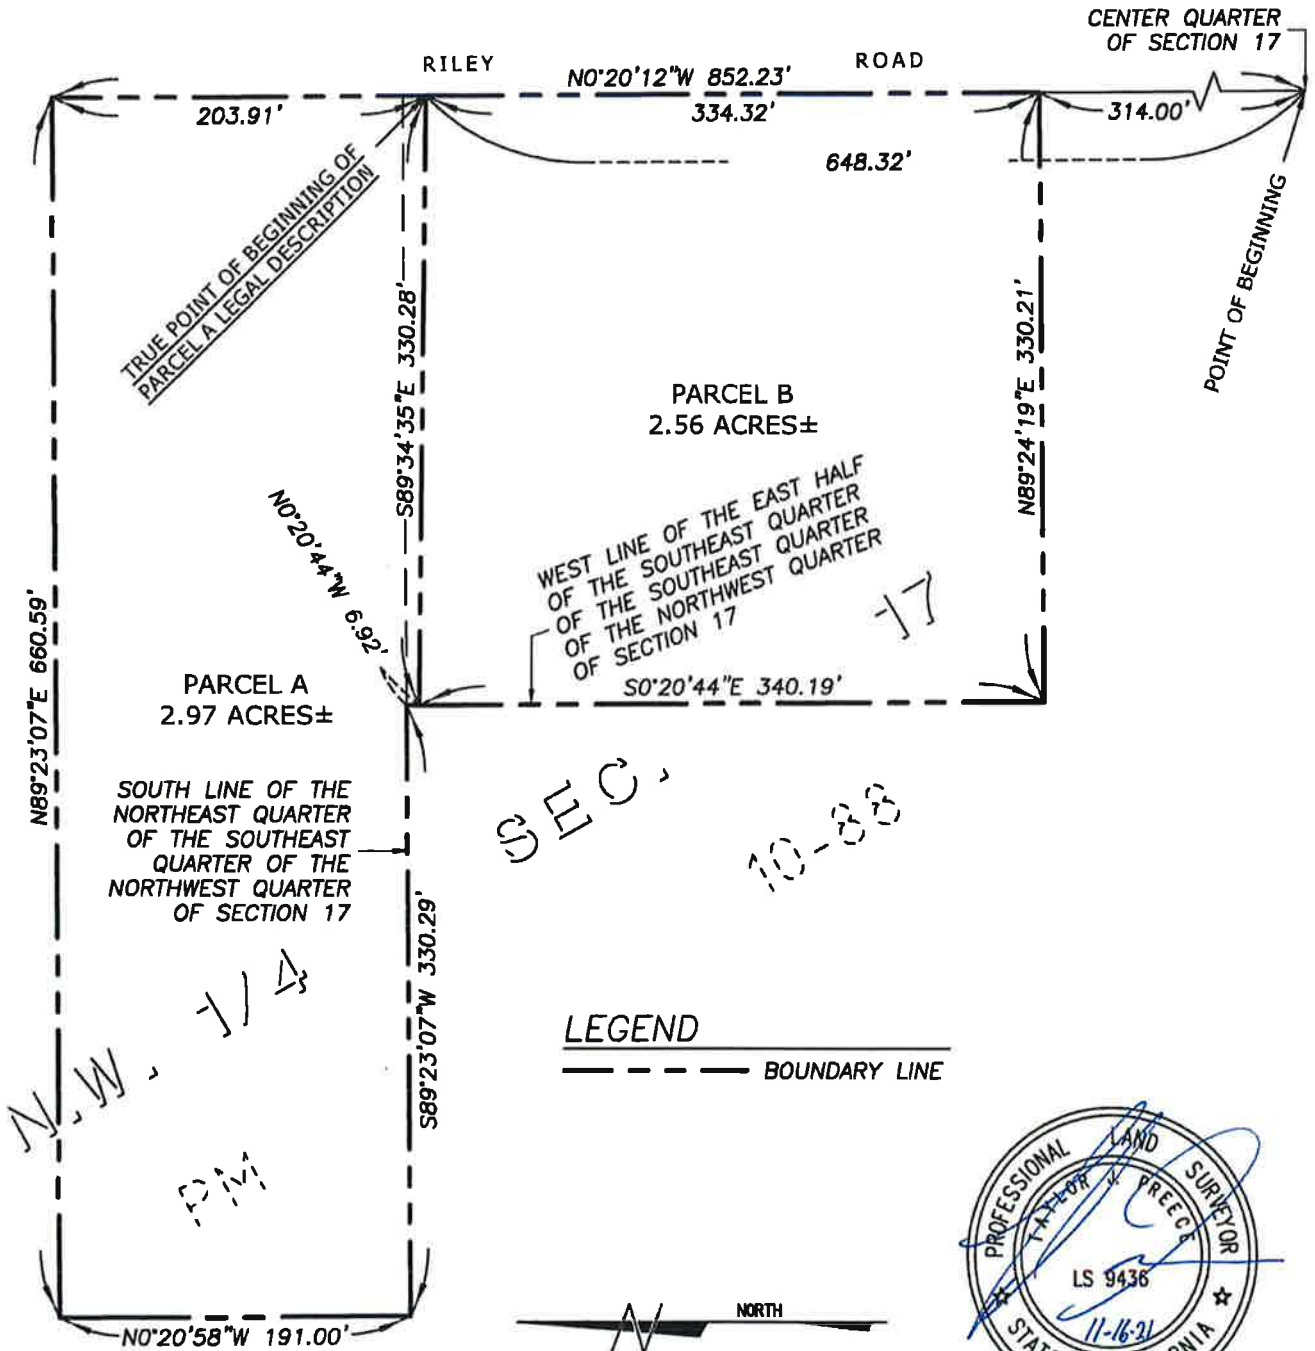 CENTER QUARTER
OF SECTION 17
RILEY
ROAD
N0°20'12"W 852.23'
203.91'
334.32'
314.00'
648.32'
TRUE POINT OF BEGINNING OF
PARCEL A LEGAL DESCRIPTION
POINT OF BEGINNING
S89°34'35"E 330.28'
N89°24'19"E 330.21'
PARCEL B
2.56 ACRES±
WEST LINE OF THE EAST HALF
OF THE SOUTHEAST QUARTER
OF THE SOUTHEAST QUARTER
OF THE NORTHWEST QUARTER
OF SECTION 17
17
N0°20'44"W 6.92'
S0°20'44"E 340.19'
N89°23'07"E 660.59'
PARCEL A
2.97 ACRES±
SOUTH LINE OF THE
NORTHEAST QUARTER
OF THE SOUTHEAST
QUARTER OF THE
NORTHWEST QUARTER
OF SECTION 17
SEC.
10-88
S89°23'07"W 330.29'
N.W. 1/4
PM
LEGEND
BOUNDARY LINE
N0°20'58"W 191.00'
NORTH
PROFESSIONAL LAND SURVEYOR
TAYLOR J. PREECE
LS 9436
11-16-21